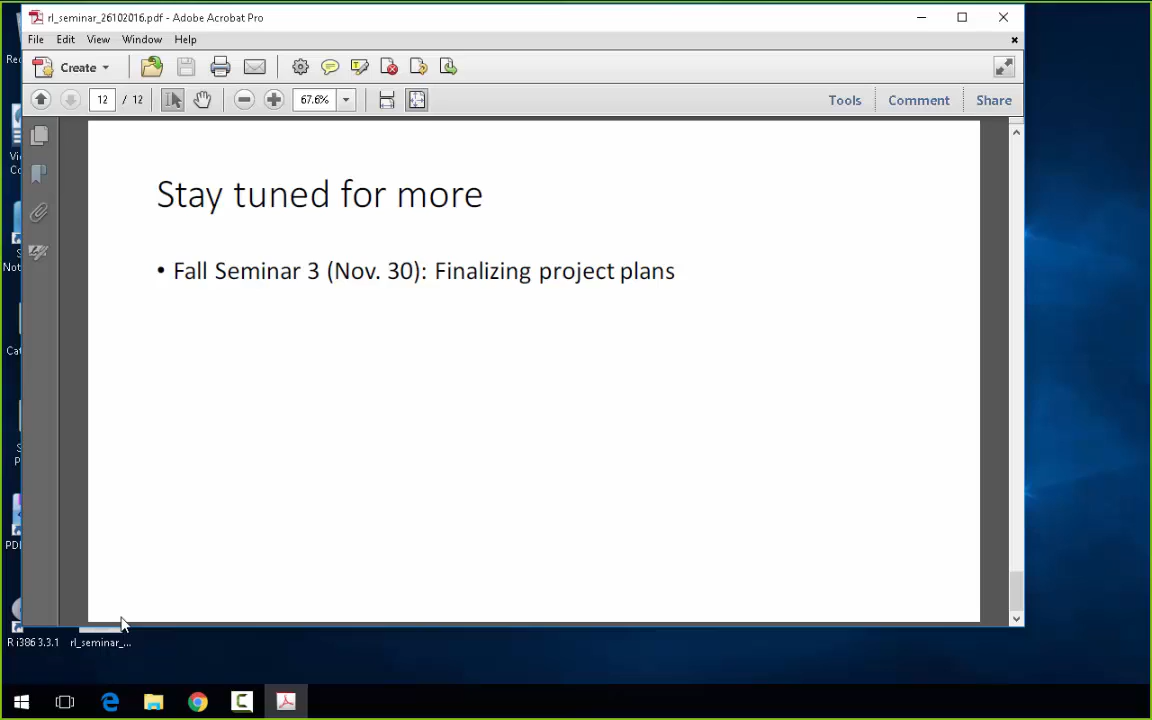 rl_seminar_26102016.pdf - Adobe Acrobat Pro
File Edit View Window Help
Create
12 / 12 67.6% Tools Comment Share
Stay tuned for more
• Fall Seminar 3 (Nov. 30): Finalizing project plans
R i386 3.3.1 rl_seminar_...